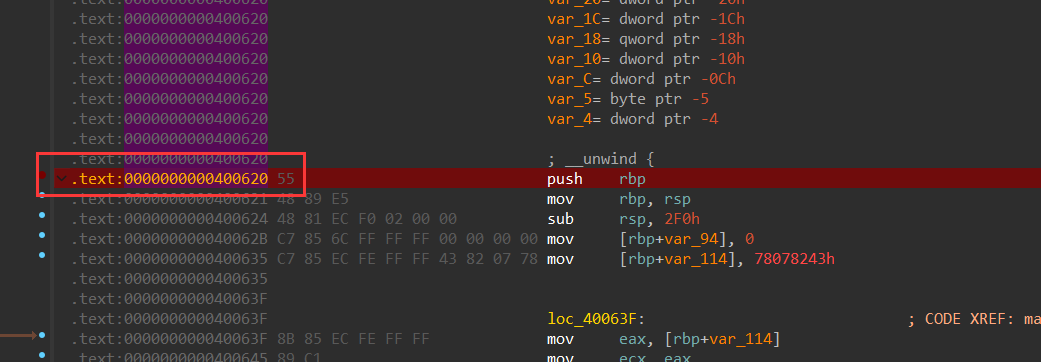 .text:0000000000400620 var_20= dword ptr -20h
.text:0000000000400620 var_1C= dword ptr -1Ch
.text:0000000000400620 var_18= qword ptr -18h
.text:0000000000400620 var_10= dword ptr -10h
.text:0000000000400620 var_C= dword ptr -0Ch
.text:0000000000400620 var_5= byte ptr -5
.text:0000000000400620 var_4= dword ptr -4
.text:0000000000400620
.text:0000000000400620 ; __unwind {
.text:0000000000400620 55 push rbp
.text:0000000000400621 48 89 E5 mov rbp, rsp
.text:0000000000400624 48 81 EC F0 02 00 00 sub rsp, 2F0h
.text:000000000040062B C7 85 6C FF FF FF 00 00 00 00 mov [rbp+var_94], 0
.text:0000000000400635 C7 85 EC FE FF FF 43 82 07 78 mov [rbp+var_114], 78078243h
.text:0000000000400635
.text:000000000040063F
.text:000000000040063F loc_40063F: ; CODE XREF: ma
.text:000000000040063F 8B 85 EC FE FF FF mov eax, [rbp+var_114]
.text:0000000000400645 89 C1 mov ecx, eax